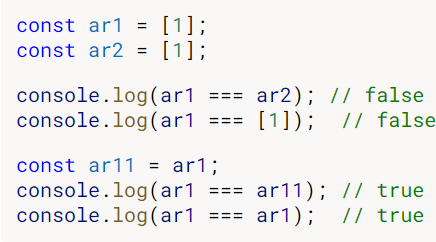 const ar1 = [1];
const ar2 = [1];
console.log(ar1 === ar2); // false
console.log(ar1 === [1]);  // false
const ar11 = ar1;
console.log(ar1 === ar11); // true
console.log(ar1 === ar1);  // true